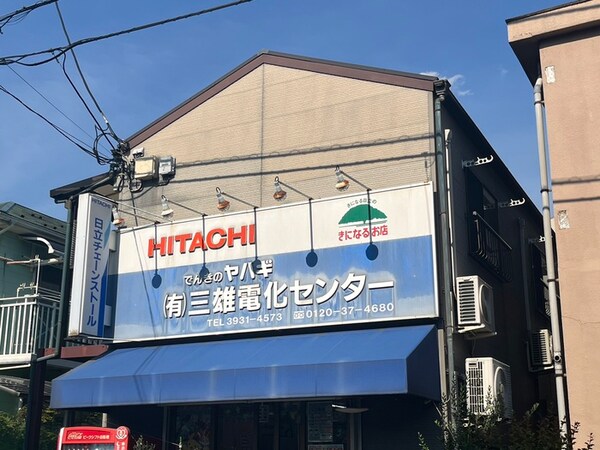 HITACHI
きになるお店
でんきのヤハギ
(有)三雄電化センター
TEL 3931-4573 0120-37-4680
日立チェーンストール